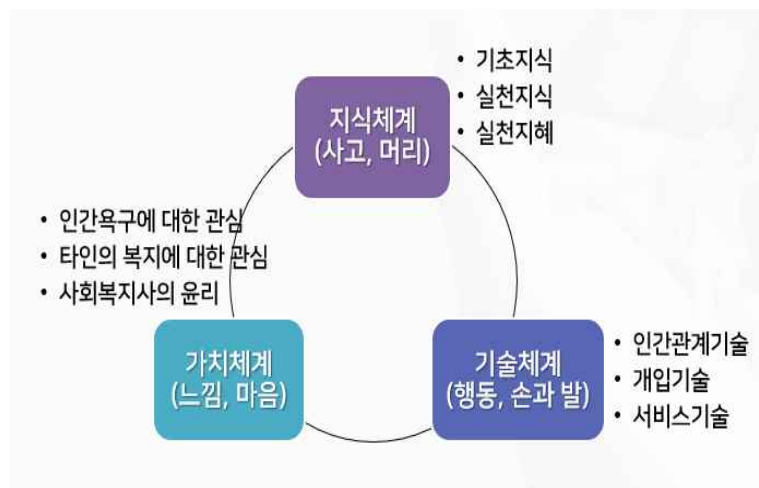 • 기초지식
• 실천지식
• 실천지혜
지식체계
(사고, 머리)
• 인간욕구에 대한 관심
• 타인의 복지에 대한 관심
• 사회복지사의 윤리
가치체계
(느낌, 마음)
기술체계
(행동, 손과 발)
• 인간관계기술
• 개입기술
• 서비스기술